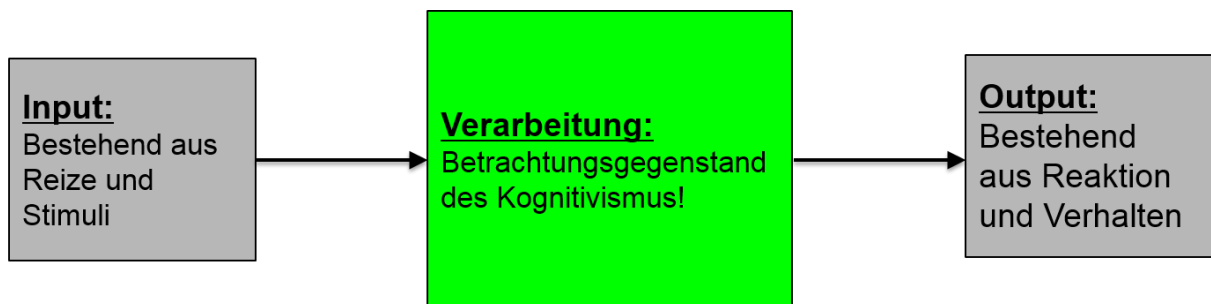 Input:
Bestehend aus
Reize und
Stimuli
Verarbeitung:
Betrachtungsgegenstand
des Kognitivismus!
Output:
Bestehend
aus Reaktion
und Verhalten